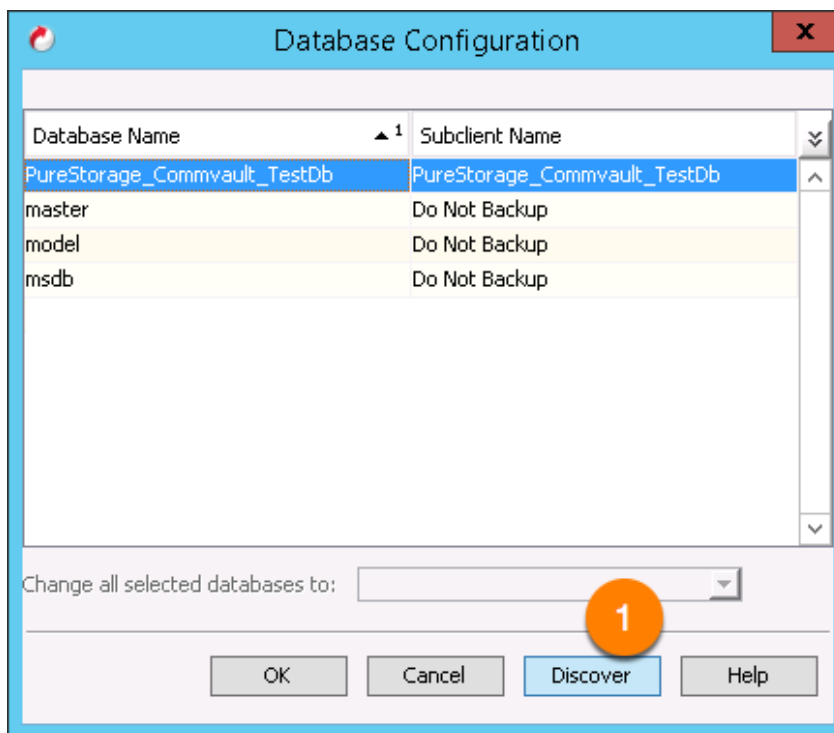 Database Configuration
x
Database Name 1 Subclient Name
PureStorage_Commvault_TestDb PureStorage_Commvault_TestDb
master Do Not Backup
model Do Not Backup
msdb Do Not Backup
Change all selected databases to:
1
OK Cancel Discover Help